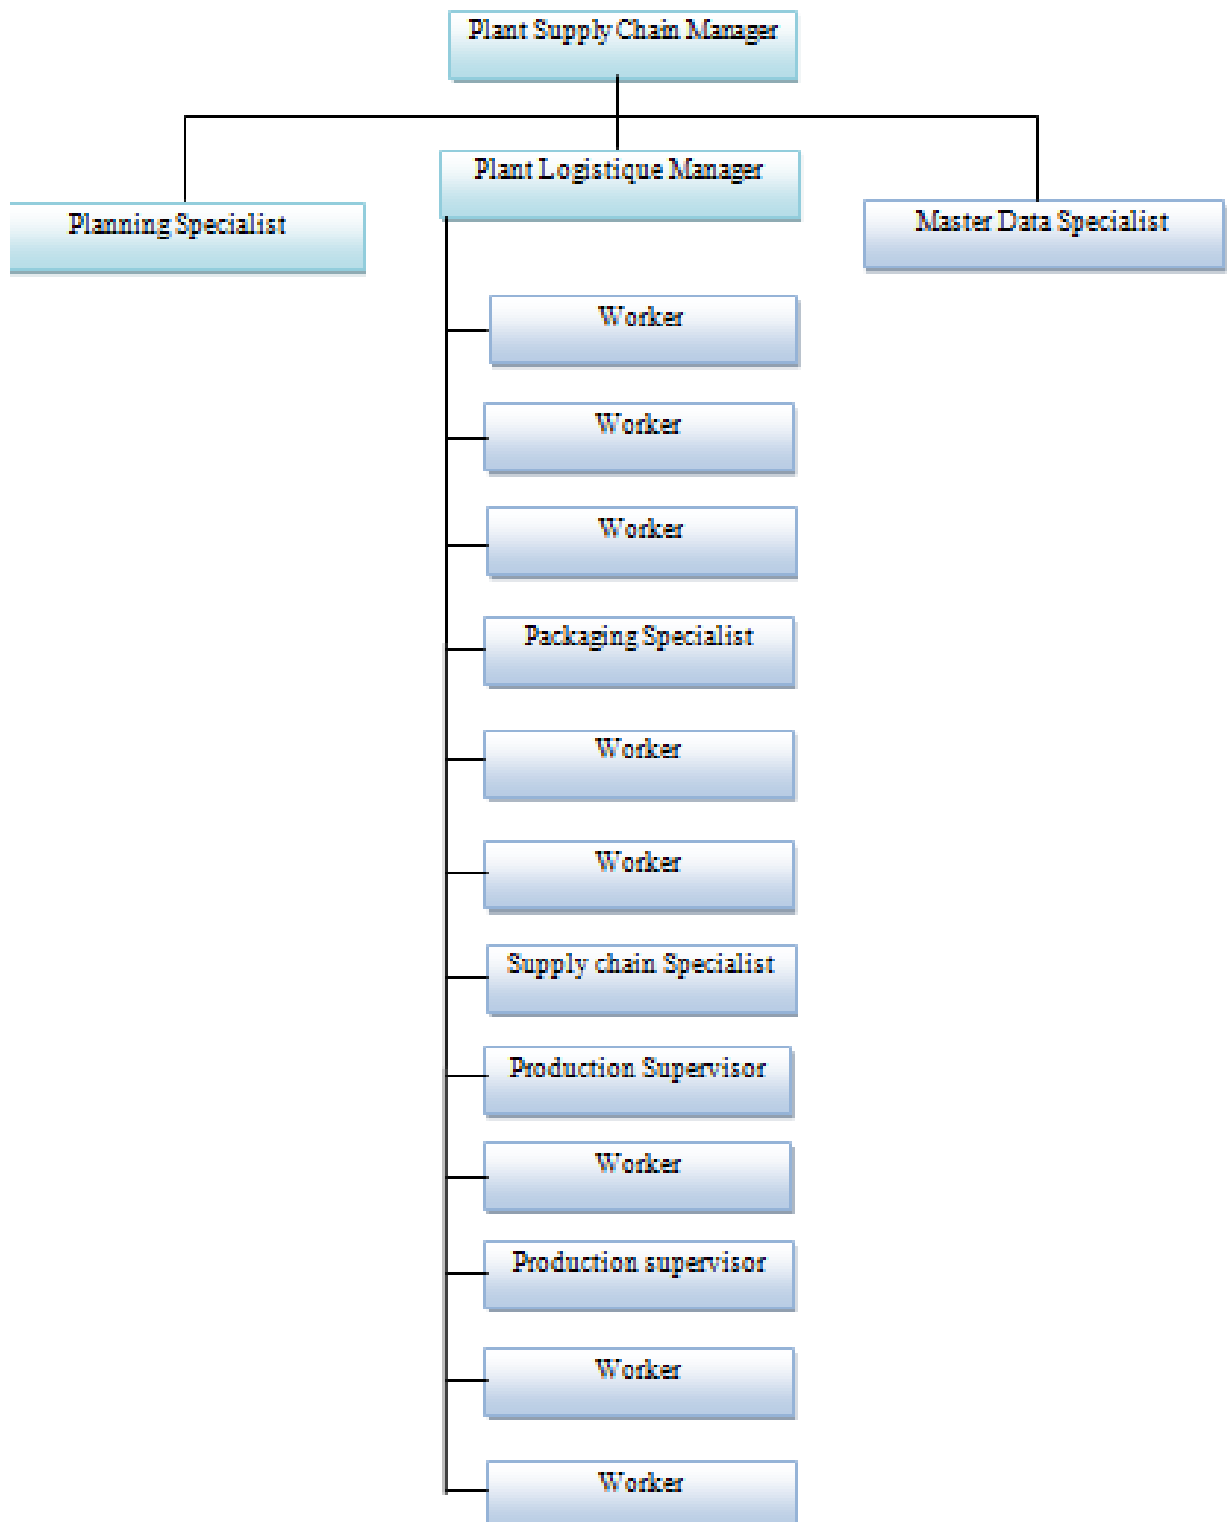 Plant Supply Chain Manager
Plant Logistique Manager
Planning Specialist
Master Data Specialist
Worker
Worker
Worker
Packaging Specialist
Worker
Worker
Supply chain Specialist
Production Supervisor
Worker
Production supervisor
Worker
Worker